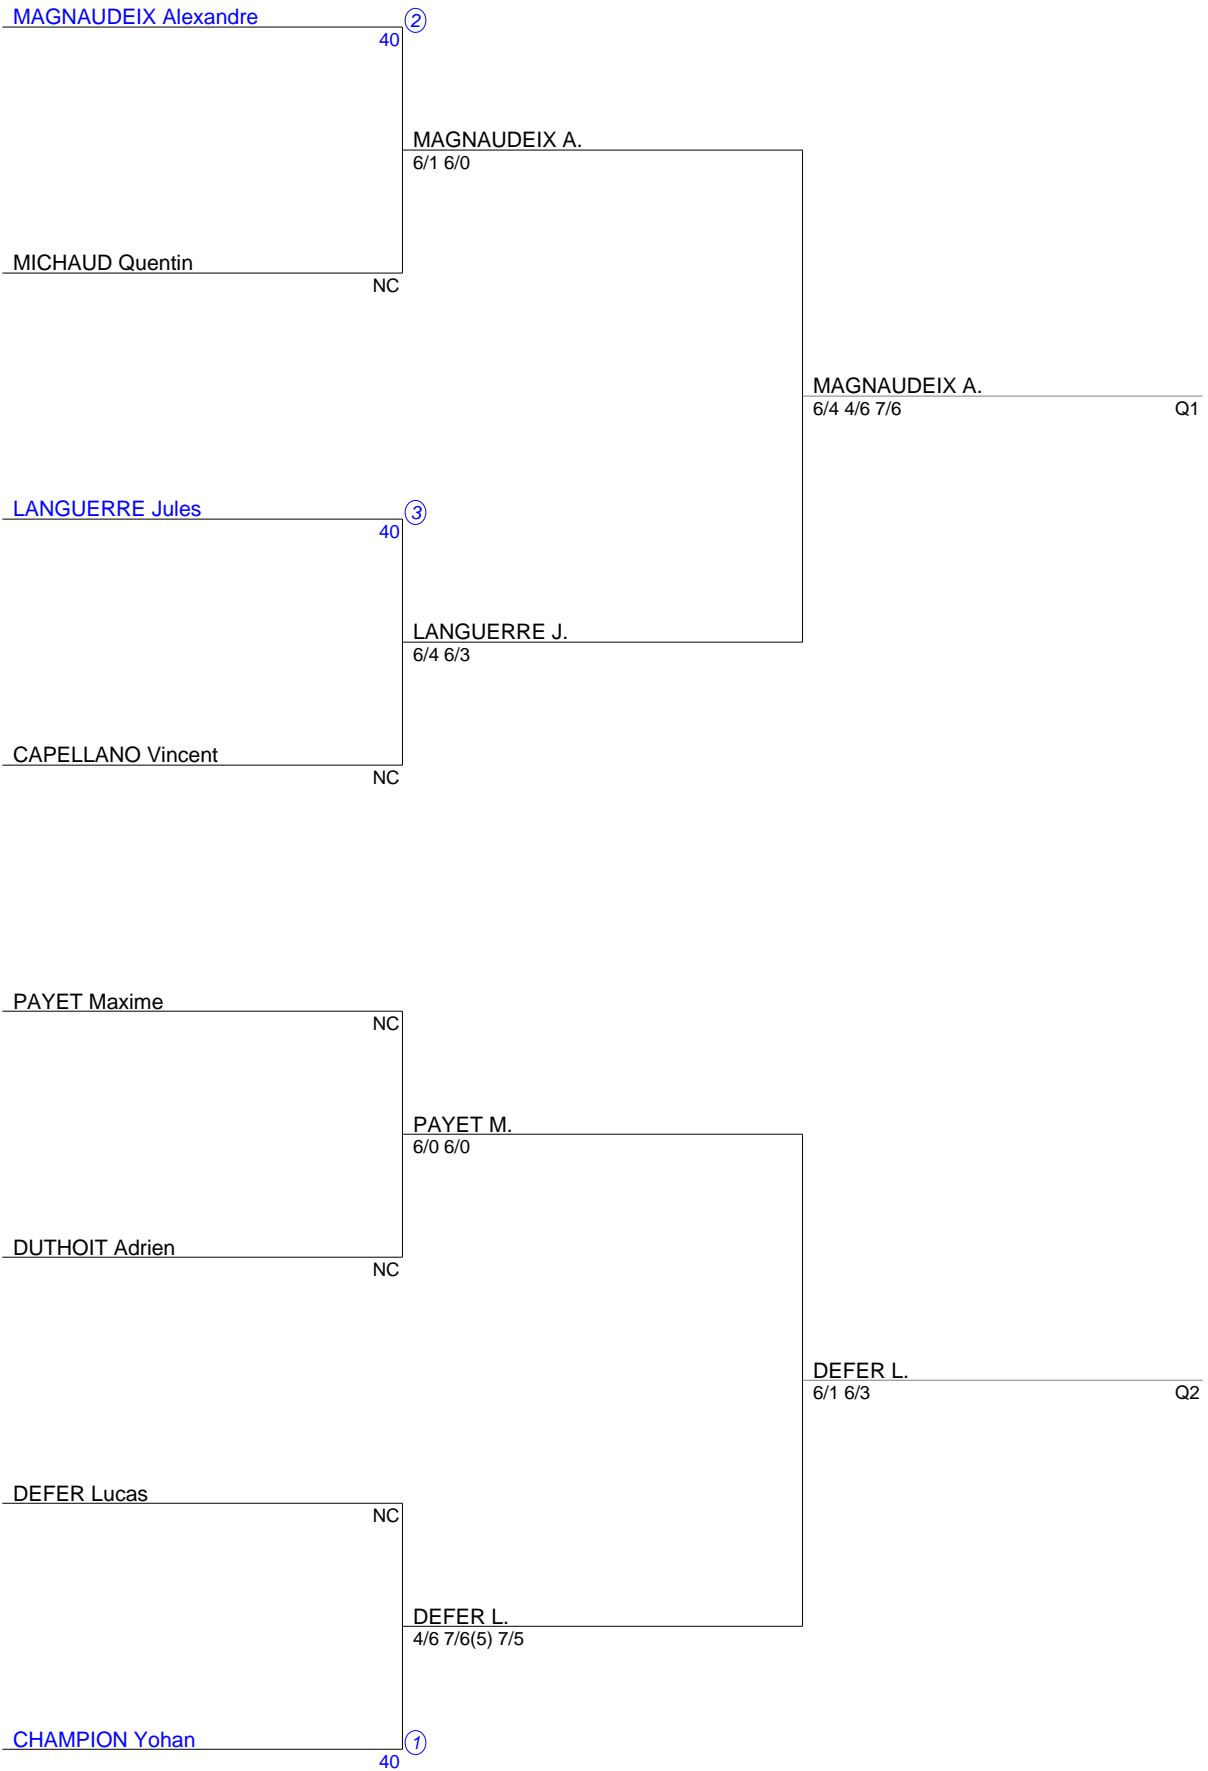 MAGNAUDEIX Alexandre
2
40
MAGNAUDEIX A.
6/1 6/0
MICHAUD Quentin
NC
MAGNAUDEIX A.
6/4 4/6 7/6
Q1
LANGUERRE Jules
3
40
LANGUERRE J.
6/4 6/3
CAPELLANO Vincent
NC
PAYET Maxime
NC
PAYET M.
6/0 6/0
DUTHOIT Adrien
NC
DEFER L.
6/1 6/3
Q2
DEFER Lucas
NC
DEFER L.
4/6 7/6(5) 7/5
CHAMPION Yohan
1
40